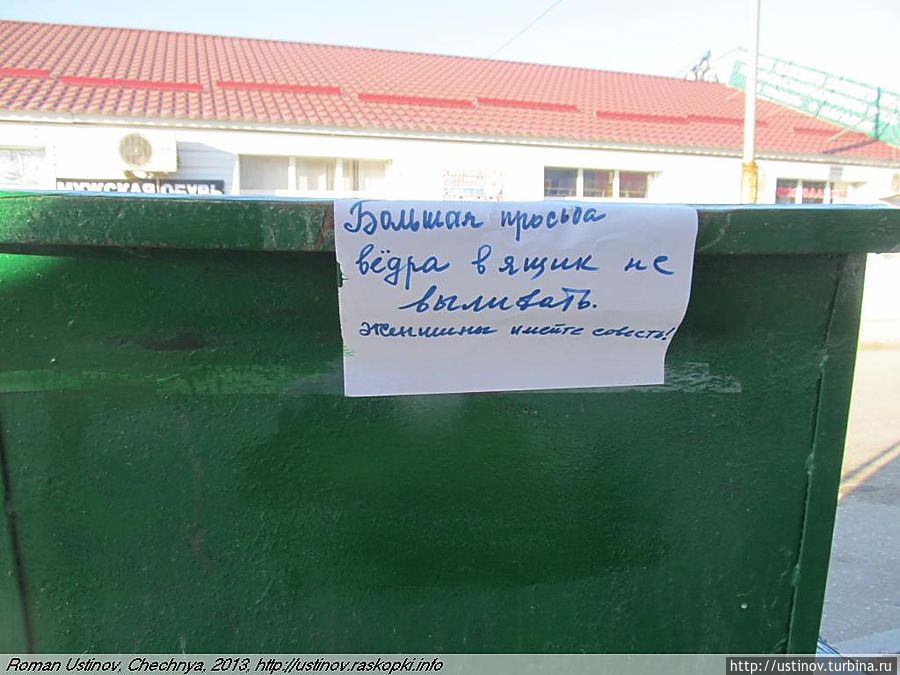 МУЖСКАЯ ОБУВЬ
Большая просьба
вёдра в ящик не
выливать.
Женщины имейте совесть!
Roman Ustinov, Chechnya, 2013, http://ustinov.raskopki.info
http://ustinov.turbina.ru